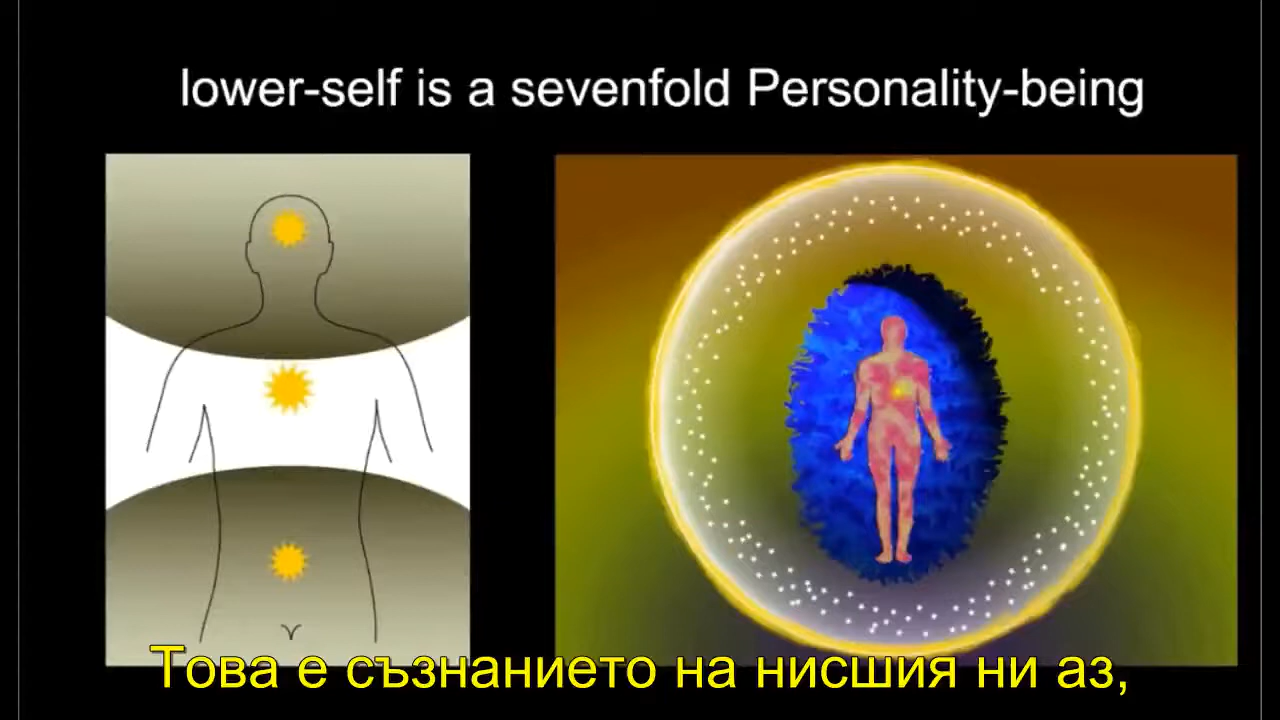 lower-self is a sevenfold Personality-being
Това е съзнанието на нисшия ни аз,